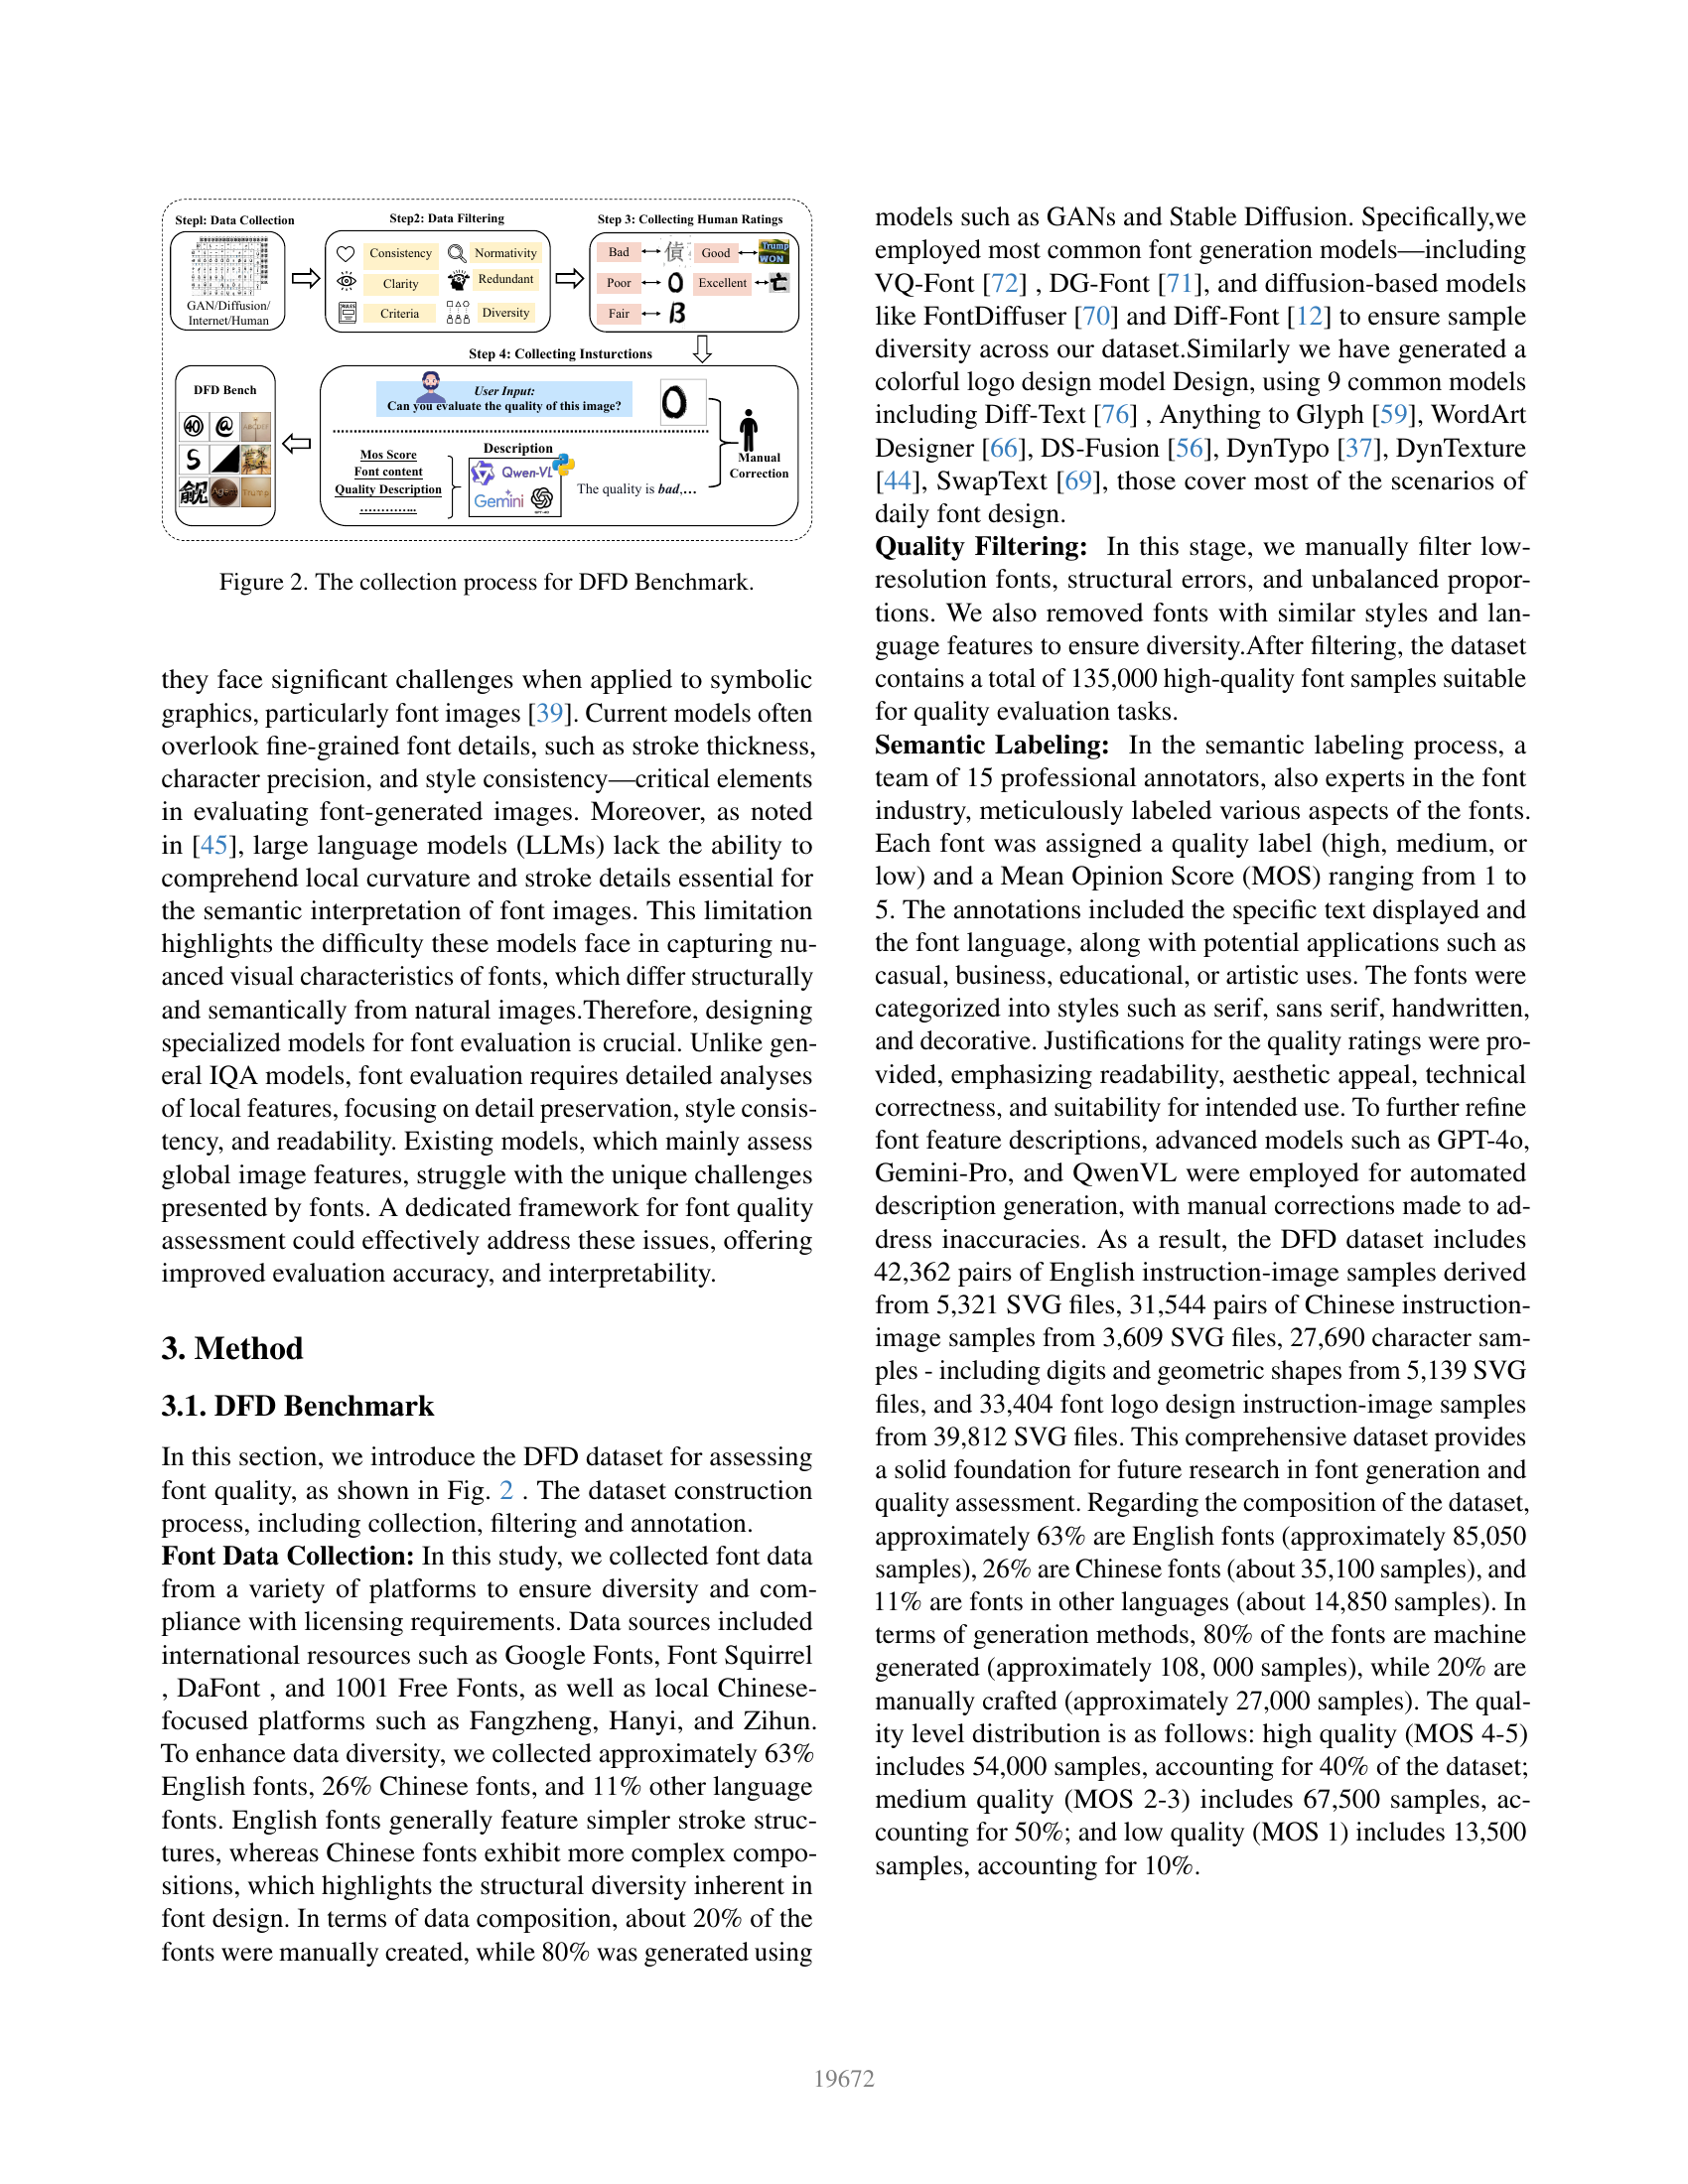 Stepl: Data Collection
GAN/Diffusion/
Internet/Human
Step2: Data Filtering
Consistency
Normativity
Clarity
Redundant
Criteria
Diversity
Step 3: Collecting Human Ratings
Bad
債
Good
Trump
WON
Poor
O
Excellent
Fair
β
Step 4: Collecting Insturctions
User Input:
Can you evaluate the quality of this image?
O
Mos Score
Font content
Quality Description
…………..
Description
Qwen-VL
Gemini
The quality is bad,…
Manual
Correction
DFD Bench
40
@
ABCDEF
S
Trump
Figure 2. The collection process for DFD Benchmark.
they face significant challenges when applied to symbolic
graphics, particularly font images [39]. Current models often
overlook fine-grained font details, such as stroke thickness,
character precision, and style consistency—critical elements
in evaluating font-generated images. Moreover, as noted
in [45], large language models (LLMs) lack the ability to
comprehend local curvature and stroke details essential for
the semantic interpretation of font images. This limitation
highlights the difficulty these models face in capturing nu-
anced visual characteristics of fonts, which differ structurally
and semantically from natural images.Therefore, designing
specialized models for font evaluation is crucial. Unlike gen-
eral IQA models, font evaluation requires detailed analyses
of local features, focusing on detail preservation, style consis-
tency, and readability. Existing models, which mainly assess
global image features, struggle with the unique challenges
presented by fonts. A dedicated framework for font quality
assessment could effectively address these issues, offering
improved evaluation accuracy, and interpretability.
3. Method
3.1. DFD Benchmark
In this section, we introduce the DFD dataset for assessing
font quality, as shown in Fig. 2 . The dataset construction
process, including collection, filtering and annotation.
Font Data Collection: In this study, we collected font data
from a variety of platforms to ensure diversity and com-
pliance with licensing requirements. Data sources included
international resources such as Google Fonts, Font Squirrel
, DaFont , and 1001 Free Fonts, as well as local Chinese-
focused platforms such as Fangzheng, Hanyi, and Zihun.
To enhance data diversity, we collected approximately 63%
English fonts, 26% Chinese fonts, and 11% other language
fonts. English fonts generally feature simpler stroke struc-
tures, whereas Chinese fonts exhibit more complex compo-
sitions, which highlights the structural diversity inherent in
font design. In terms of data composition, about 20% of the
fonts were manually created, while 80% was generated using
models such as GANs and Stable Diffusion. Specifically,we
employed most common font generation models—including
VQ-Font [72] , DG-Font [71], and diffusion-based models
like FontDiffuser [70] and Diff-Font [12] to ensure sample
diversity across our dataset.Similarly we have generated a
colorful logo design model Design, using 9 common models
including Diff-Text [76] , Anything to Glyph [59], WordArt
Designer [66], DS-Fusion [56], DynTypo [37], DynTexture
[44], SwapText [69], those cover most of the scenarios of
daily font design.
Quality Filtering: In this stage, we manually filter low-
resolution fonts, structural errors, and unbalanced propor-
tions. We also removed fonts with similar styles and lan-
guage features to ensure diversity.After filtering, the dataset
contains a total of 135,000 high-quality font samples suitable
for quality evaluation tasks.
Semantic Labeling: In the semantic labeling process, a
team of 15 professional annotators, also experts in the font
industry, meticulously labeled various aspects of the fonts.
Each font was assigned a quality label (high, medium, or
low) and a Mean Opinion Score (MOS) ranging from 1 to
5. The annotations included the specific text displayed and
the font language, along with potential applications such as
casual, business, educational, or artistic uses. The fonts were
categorized into styles such as serif, sans serif, handwritten,
and decorative. Justifications for the quality ratings were pro-
vided, emphasizing readability, aesthetic appeal, technical
correctness, and suitability for intended use. To further refine
font feature descriptions, advanced models such as GPT-4o,
Gemini-Pro, and QwenVL were employed for automated
description generation, with manual corrections made to ad-
dress inaccuracies. As a result, the DFD dataset includes
42,362 pairs of English instruction-image samples derived
from 5,321 SVG files, 31,544 pairs of Chinese instruction-
image samples from 3,609 SVG files, 27,690 character sam-
ples - including digits and geometric shapes from 5,139 SVG
files, and 33,404 font logo design instruction-image samples
from 39,812 SVG files. This comprehensive dataset provides
a solid foundation for future research in font generation and
quality assessment. Regarding the composition of the dataset,
approximately 63% are English fonts (approximately 85,050
samples), 26% are Chinese fonts (about 35,100 samples), and
11% are fonts in other languages (about 14,850 samples). In
terms of generation methods, 80% of the fonts are machine
generated (approximately 108, 000 samples), while 20% are
manually crafted (approximately 27,000 samples). The qual-
ity level distribution is as follows: high quality (MOS 4-5)
includes 54,000 samples, accounting for 40% of the dataset;
medium quality (MOS 2-3) includes 67,500 samples, ac-
counting for 50%; and low quality (MOS 1) includes 13,500
samples, accounting for 10%.
19672